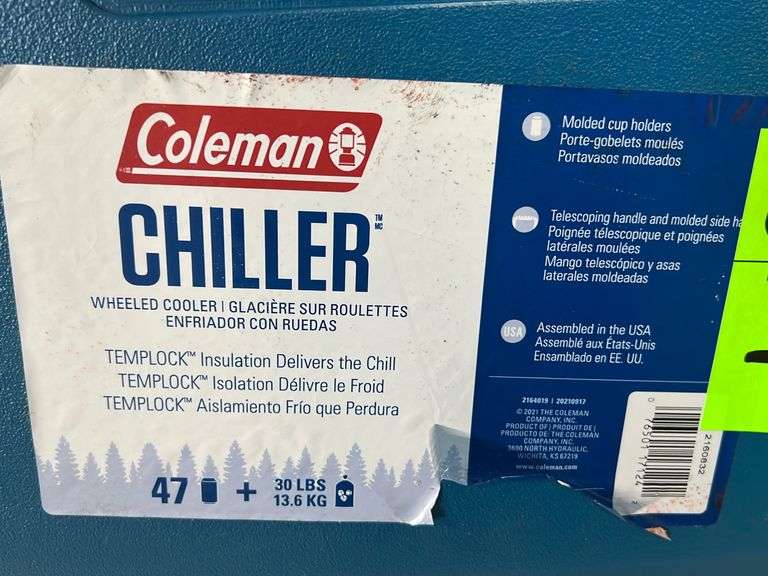 Coleman
CHILLER™
MC
WHEELED COOLER | GLACIÈRE SUR ROULETTES
ENFRIADOR CON RUEDAS
TEMPLOCK™ Insulation Delivers the Chill
TEMPLOCK™ Isolation Délivre le Froid
TEMPLOCK™ Aislamiento Frío que Perdura
47 + 30 LBS
13.6 KG
Molded cup holders
Porte-gobelets moulés
Portavasos moldeados
Telescoping handle and molded side
Poignée télescopique et poignées
latérales moulées
Mango telescópico y asas
laterales moldeadas
USA
Assembled in the USA
Assemblé aux États-Unis
Ensamblado en EE. UU.
2164019 | 20210917
© 2021 THE COLEMAN
COMPANY, INC.
PRODUCT OF | PRODUIT DE |
PRODUCTO DE: THE COLEMAN
COMPANY, INC.
3600 NORTH HYDRAULIC,
WICHITA, KS 67219
www.coleman.com
2160832